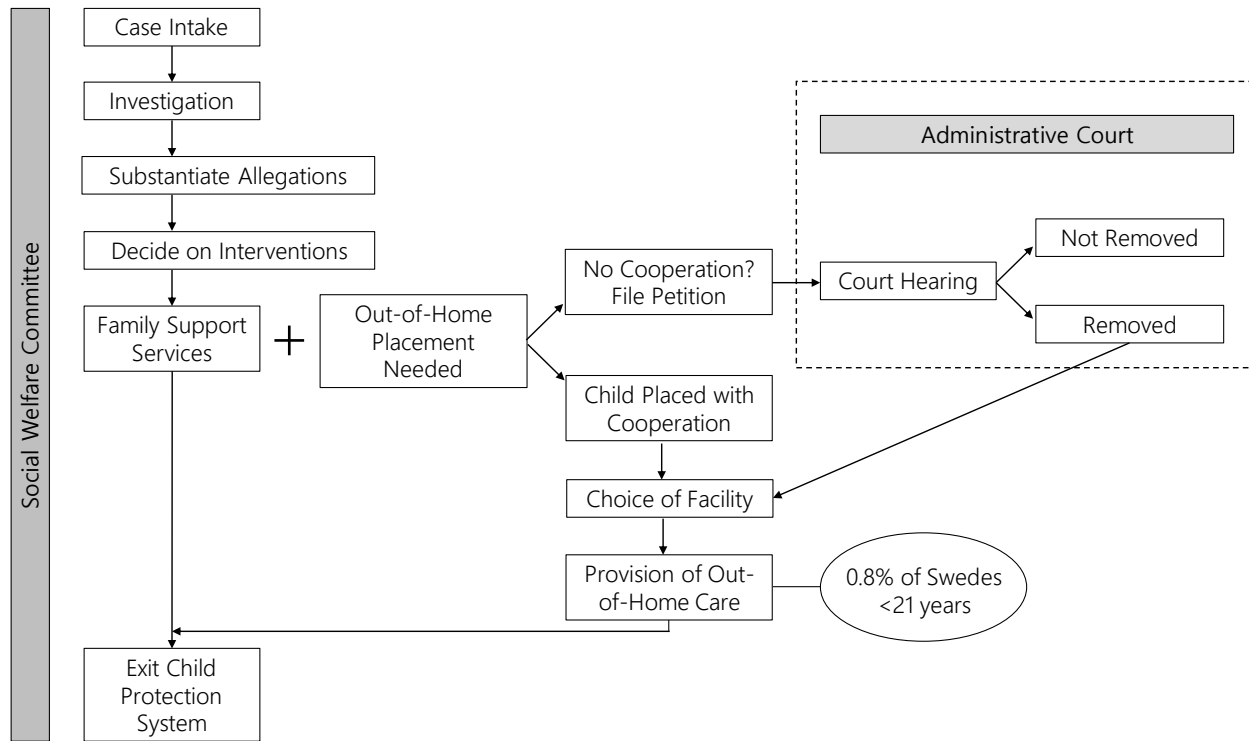 Social Welfare Committee
Case Intake
Investigation
Substantiate Allegations
Decide on Interventions
Family Support
Services
+
Out-of-Home
Placement
Needed
No Cooperation?
File Petition
Child Placed with
Cooperation
Choice of Facility
Provision of Out-
of-Home Care
0.8% of Swedes
<21 years
Administrative Court
Court Hearing
Not Removed
Removed
Exit Child
Protection
System